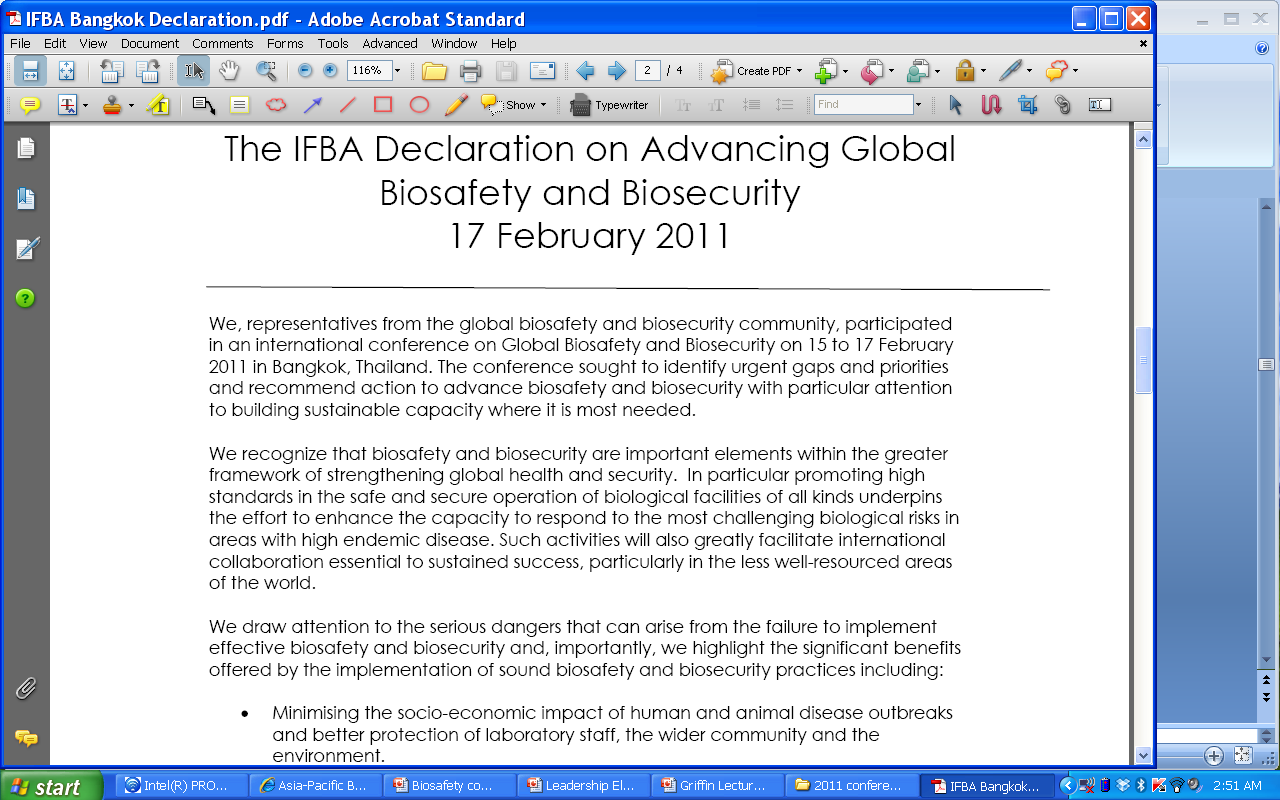 IFBA Bangkok Declaration.pdf - Adobe Acrobat Standard
File Edit View Document Comments Forms Tools Advanced Window Help
116% 2 / 4 Create PDF
Show Typewriter Find
The IFBA Declaration on Advancing Global
Biosafety and Biosecurity
17 February 2011
We, representatives from the global biosafety and biosecurity community, participated
in an international conference on Global Biosafety and Biosecurity on 15 to 17 February
2011 in Bangkok, Thailand. The conference sought to identify urgent gaps and priorities
and recommend action to advance biosafety and biosecurity with particular attention
to building sustainable capacity where it is most needed.
We recognize that biosafety and biosecurity are important elements within the greater
framework of strengthening global health and security.  In particular promoting high
standards in the safe and secure operation of biological facilities of all kinds underpins
the effort to enhance the capacity to respond to the most challenging biological risks in
areas with high endemic disease. Such activities will also greatly facilitate international
collaboration essential to sustained success, particularly in the less well-resourced areas
of the world.
We draw attention to the serious dangers that can arise from the failure to implement
effective biosafety and biosecurity and, importantly, we highlight the significant benefits
offered by the implementation of sound biosafety and biosecurity practices including:
• Minimising the socio-economic impact of human and animal disease outbreaks
and better protection of laboratory staff, the wider community and the
environment.
start Intel(R) PRO... Asia-Pacific B... Biosafety co... Leadership El... Griffin Lectur... 2011 confere... IFBA Bangkok... 2:51 AM